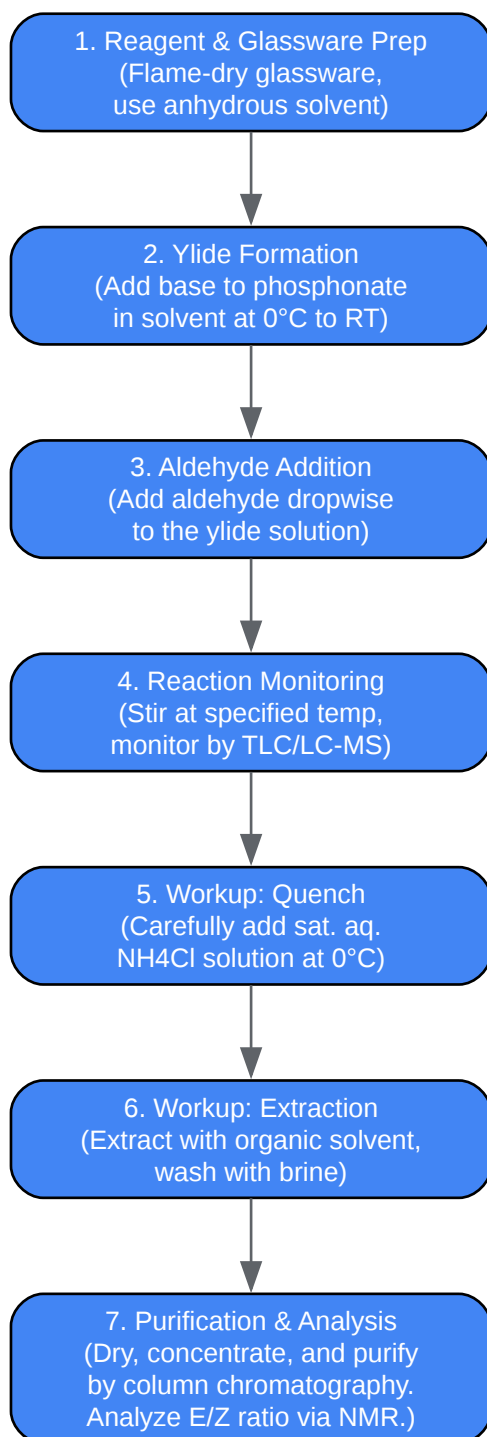 1. Reagent & Glassware Prep
(Flame-dry glassware,
use anhydrous solvent)
2. Ylide Formation
(Add base to phosphonate
in solvent at 0°C to RT)
3. Aldehyde Addition
(Add aldehyde dropwise
to the ylide solution)
4. Reaction Monitoring
(Stir at specified temp,
monitor by TLC/LC-MS)
5. Workup: Quench
(Carefully add sat. aq.
NH4Cl solution at 0°C)
6. Workup: Extraction
(Extract with organic solvent,
wash with brine)
7. Purification & Analysis
(Dry, concentrate, and purify
by column chromatography.
Analyze E/Z ratio via NMR.)